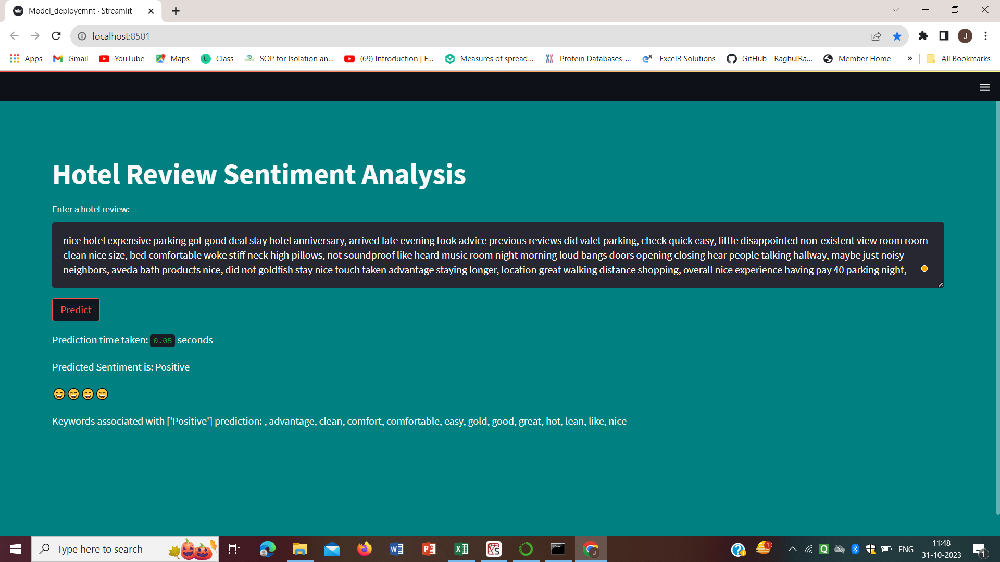 Model_deployemnt · Streamlit
localhost:8501
J
Apps
Gmail
YouTube
Maps
t:
Class
SOP for Isolation an...
(69) Introduction | F...
Measures of spread...
Protein Databases-...
ExcelR Solutions
GitHub - RaghulRa...
Member Home
»
All Bookmarks
Hotel Review Sentiment Analysis
Enter a hotel review:
nice hotel expensive parking got good deal stay hotel anniversary, arrived late evening took advice previous reviews did valet parking, check quick easy, little disappointed non-existent view room room
clean nice size, bed comfortable woke stiff neck high pillows, not soundproof like heard music room night morning loud bangs doors opening closing hear people talking hallway, maybe just noisy
neighbors, aveda bath products nice, did not goldfish stay nice touch taken advantage staying longer, location great walking distance shopping, overall nice experience having pay 40 parking night,
Predict
Prediction time taken: 0.05 seconds
Predicted Sentiment is: Positive
😄😄😄😄
Keywords associated with ['Positive'] prediction: , advantage, clean, comfort, comfortable, easy, gold, good, great, hot, lean, like, nice
Type here to search
ENG
11:48
31-10-2023
1